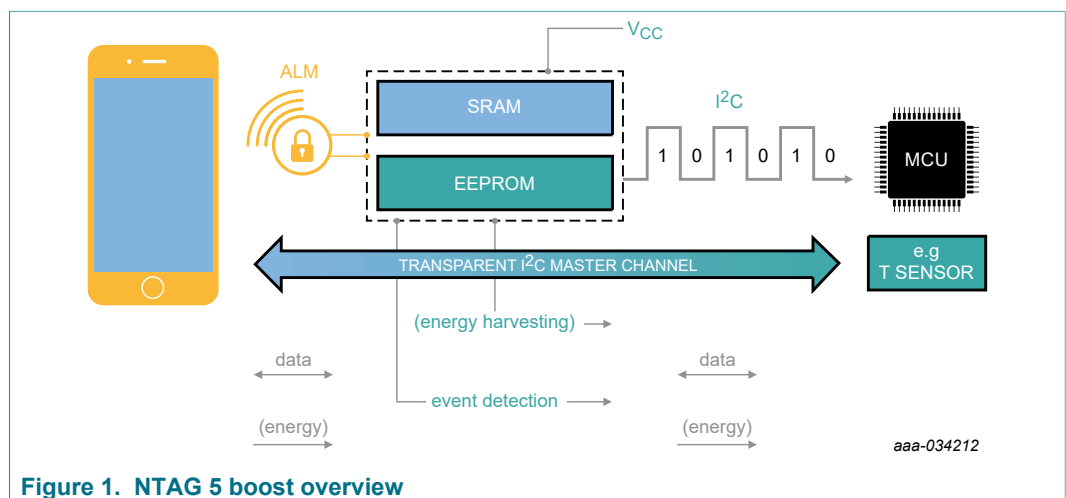 V_CC
ALM
SRAM
I²C
1 0 1 0 1 0
MCU
EEPROM
TRANSPARENT I²C MASTER CHANNEL
e.g
T SENSOR
(energy harvesting)
data
data
event detection
(energy)
(energy)
aaa-034212
Figure 1. NTAG 5 boost overview